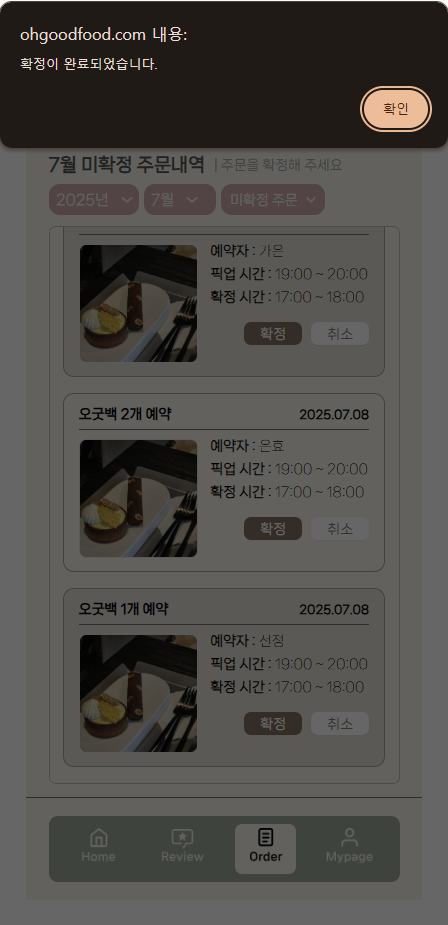 ohgoodfood.com 내용:
확정이 완료되었습니다.
확인
7월 미확정 주문내역 | 주문을 확정해 주세요
2025년 7월 미확정 주문
예약자 : 가온
픽업 시간 : 19:00 ~ 20:00
확정 시간 : 17:00 ~ 18:00
확정 취소
오굿백 2개 예약 2025.07.08
예약자 : 은효
픽업 시간 : 19:00 ~ 20:00
확정 시간 : 17:00 ~ 18:00
확정 취소
오굿백 1개 예약 2025.07.08
예약자 : 선정
픽업 시간 : 19:00 ~ 20:00
확정 시간 : 17:00 ~ 18:00
확정 취소
Home Review Order Mypage